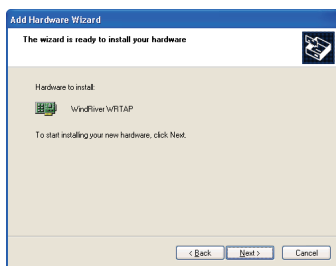 Add Hardware Wizard
The wizard is ready to install your hardware
Hardware to install:
WindRiver WRTAP
To start installing your new hardware, click Next.
< Back
Next >
Cancel